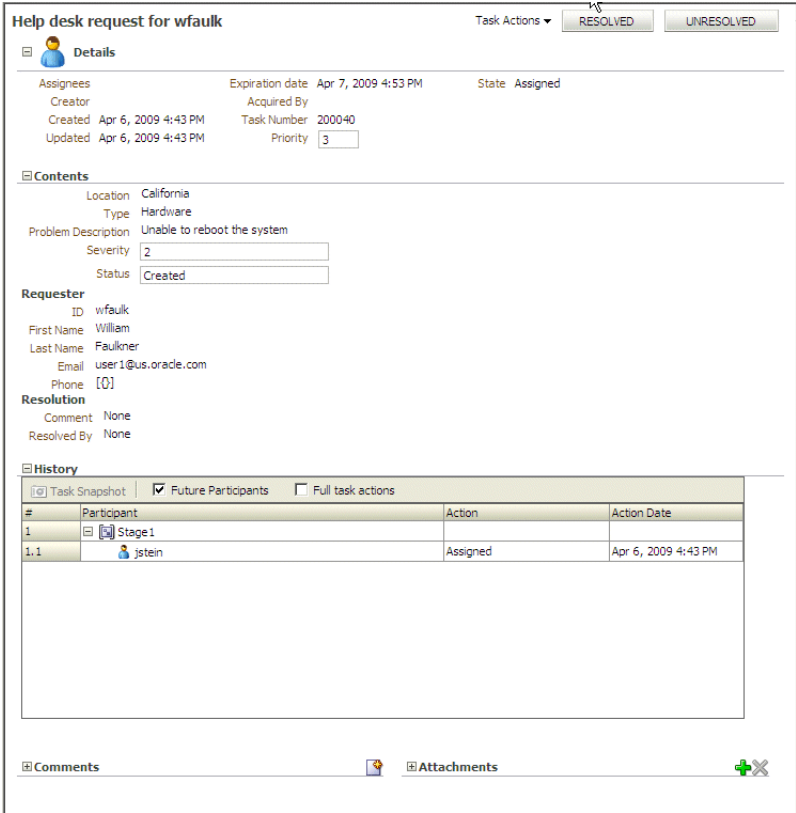 Help desk request for wfaulk Task Actions RESOLVED UNRESOLVED
Details
Assignees Expiration date Apr 7, 2009 4:53 PM State Assigned
Creator Acquired By
Created Apr 6, 2009 4:43 PM Task Number 200040
Updated Apr 6, 2009 4:43 PM Priority 3
Contents
Location California
Type Hardware
Problem Description Unable to reboot the system
Severity 2
Status Created
Requester
ID wfaulk
First Name William
Last Name Faulkner
Email user1@us.oracle.com
Phone [{}]
Resolution
Comment None
Resolved By None
History
Task Snapshot Future Participants Full task actions
# Participant Action Action Date
1 Stage1
1.1 jstein Assigned Apr 6, 2009 4:43 PM
Comments Attachments